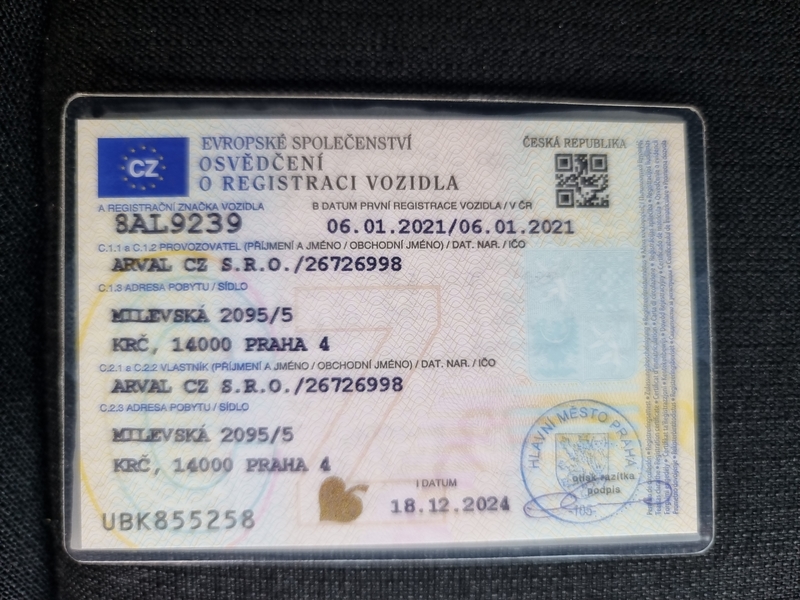 CZ
EVROPSKÉ SPOLEČENSTVÍ
OSVĚDČENÍ
O REGISTRACI VOZIDLA
ČESKÁ REPUBLIKA
A REGISTRAČNÍ ZNAČKA VOZIDLA
B DATUM PRVNÍ REGISTRACE VOZIDLA / V ČR
8AL9239
06.01.2021/06.01.2021
C.1.1 a C.1.2 PROVOZOVATEL (PŘÍJMENÍ A JMÉNO / OBCHODNÍ JMÉNO) / DAT. NAR. / IČO
ARVAL CZ S.R.O./26726998
C.1.3 ADRESA POBYTU / SÍDLO
MILEVSKÁ 2095/5
KRČ, 14000 PRAHA 4
C.2.1 a C.2.2 VLASTNÍK (PŘÍJMENÍ A JMÉNO / OBCHODNÍ JMÉNO) / DAT. NAR. / IČO
ARVAL CZ S.R.O./26726998
C.2.3 ADRESA POBYTU / SÍDLO
MILEVSKÁ 2095/5
KRČ, 14000 PRAHA 4
I DATUM
18.12.2024
HLAVNÍ MĚSTO PRAHA
otisk razítka
podpis
105
UBK855258